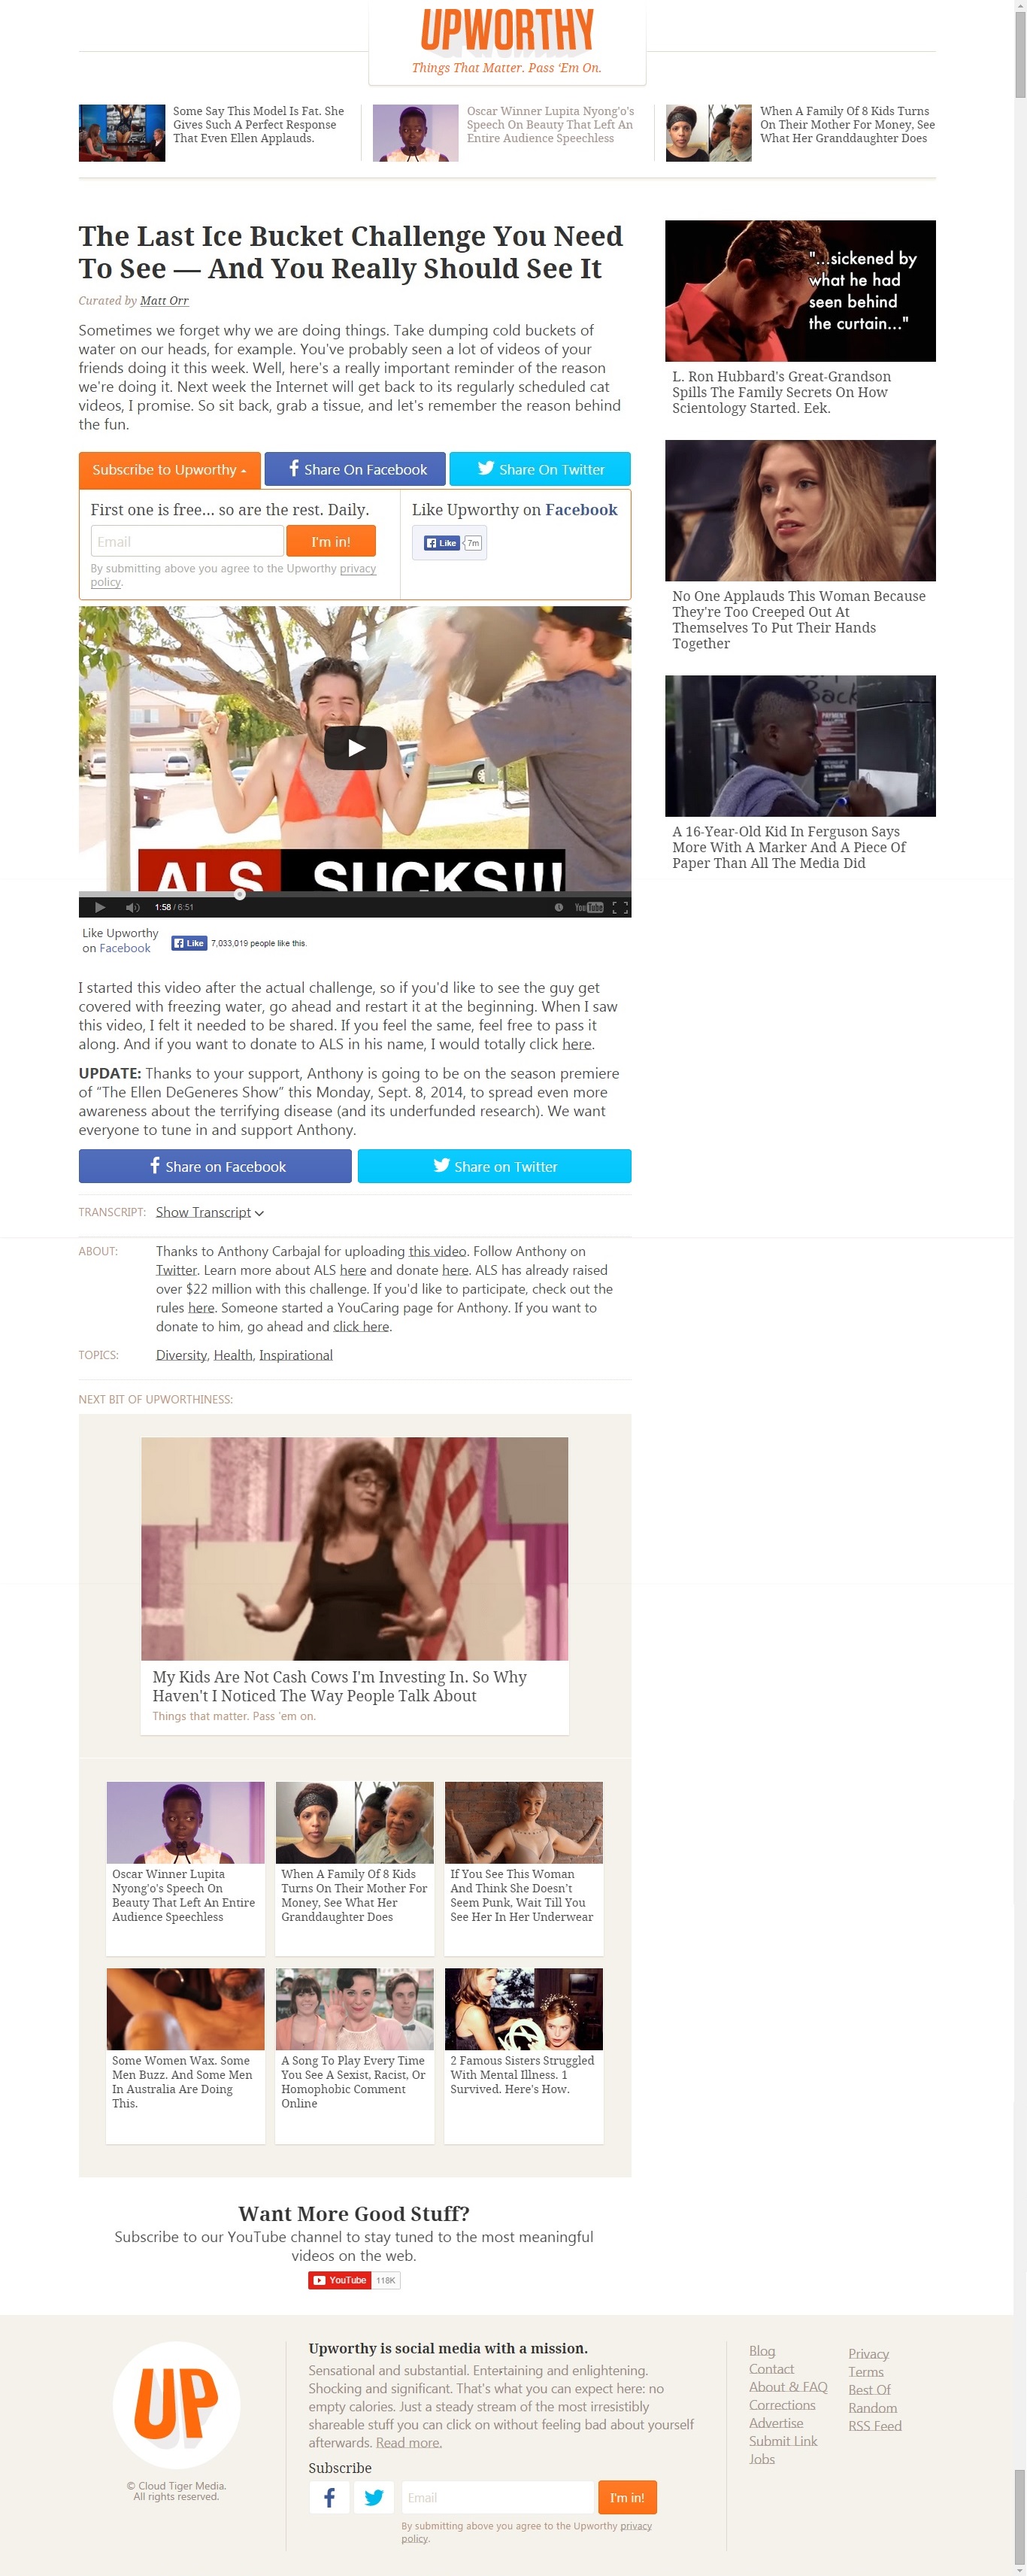 UPWORTHY
Things That Matter. Pass ‘Em On.
Some Say This Model Is Fat. She
Gives Such A Perfect Response
That Even Ellen Applauds.
Oscar Winner Lupita Nyong'o's
Speech On Beauty That Left An
Entire Audience Speechless
When A Family Of 8 Kids Turns
On Their Mother For Money, See
What Her Granddaughter Does
The Last Ice Bucket Challenge You Need
To See — And You Really Should See It
Curated by Matt Orr
Sometimes we forget why we are doing things. Take dumping cold buckets of
water on our heads, for example. You've probably seen a lot of videos of your
friends doing it this week. Well, here's a really important reminder of the reason
we're doing it. Next week the Internet will get back to its regularly scheduled cat
videos, I promise. So sit back, grab a tissue, and let's remember the reason behind
the fun.
Subscribe to Upworthy
Share On Facebook
Share On Twitter
First one is free... so are the rest. Daily.
Email
I'm in!
By submitting above you agree to the Upworthy privacy
policy.
Like Upworthy on Facebook
Like 7m
ALS SUCKS!!!
1:58 / 6:51
YouTube
Like Upworthy
on Facebook
Like 7,033,019 people like this.
I started this video after the actual challenge, so if you'd like to see the guy get
covered with freezing water, go ahead and restart it at the beginning. When I saw
this video, I felt it needed to be shared. If you feel the same, feel free to pass it
along. And if you want to donate to ALS in his name, I would totally click here.
UPDATE: Thanks to your support, Anthony is going to be on the season premiere
of “The Ellen DeGeneres Show” this Monday, Sept. 8, 2014, to spread even more
awareness about the terrifying disease (and its underfunded research). We want
everyone to tune in and support Anthony.
Share on Facebook
Share on Twitter
TRANSCRIPT: Show Transcript
ABOUT: Thanks to Anthony Carbajal for uploading this video. Follow Anthony on
Twitter. Learn more about ALS here and donate here. ALS has already raised
over $22 million with this challenge. If you'd like to participate, check out the
rules here. Someone started a YouCaring page for Anthony. If you want to
donate to him, go ahead and click here.
TOPICS: Diversity, Health, Inspirational
NEXT BIT OF UPWORTHINESS:
My Kids Are Not Cash Cows I'm Investing In. So Why
Haven't I Noticed The Way People Talk About
Things that matter. Pass 'em on.
Oscar Winner Lupita
Nyong'o's Speech On
Beauty That Left An Entire
Audience Speechless
When A Family Of 8 Kids
Turns On Their Mother For
Money, See What Her
Granddaughter Does
If You See This Woman
And Think She Doesn't
Seem Punk, Wait Till You
See Her In Her Underwear
Some Women Wax. Some
Men Buzz. And Some Men
In Australia Are Doing
This.
A Song To Play Every Time
You See A Sexist, Racist, Or
Homophobic Comment
Online
2 Famous Sisters Struggled
With Mental Illness. 1
Survived. Here's How.
"...sickened by
what he had
seen behind
the curtain..."
L. Ron Hubbard's Great-Grandson
Spills The Family Secrets On How
Scientology Started. Eek.
No One Applauds This Woman Because
They're Too Creeped Out At
Themselves To Put Their Hands
Together
Back
PAYMENT
A 16-Year-Old Kid In Ferguson Says
More With A Marker And A Piece Of
Paper Than All The Media Did
Want More Good Stuff?
Subscribe to our YouTube channel to stay tuned to the most meaningful
videos on the web.
YouTube 118K
UP
© Cloud Tiger Media.
All rights reserved.
Upworthy is social media with a mission.
Sensational and substantial. Entertaining and enlightening.
Shocking and significant. That's what you can expect here: no
empty calories. Just a steady stream of the most irresistibly
shareable stuff you can click on without feeling bad about yourself
afterwards. Read more.
Subscribe
Email
I'm in!
By submitting above you agree to the Upworthy privacy
policy.
Blog
Contact
About & FAQ
Corrections
Advertise
Submit Link
Jobs
Privacy
Terms
Best Of
Random
RSS Feed